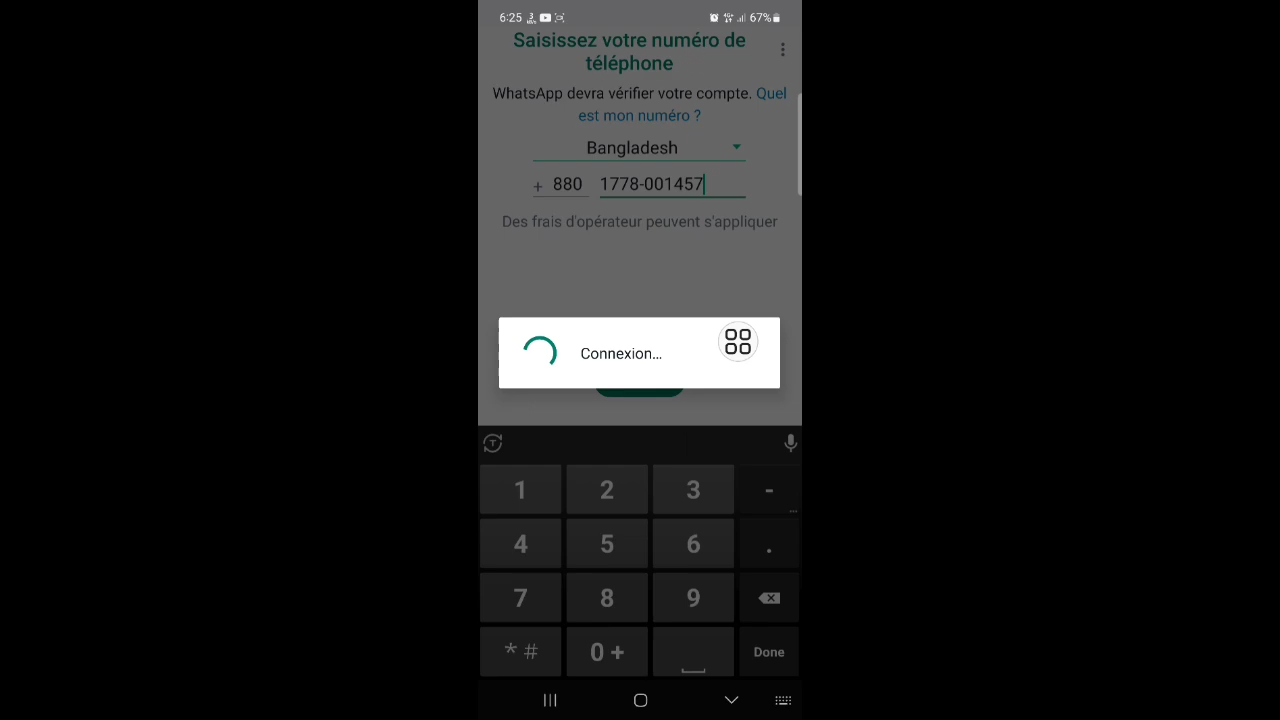 6:25 67%
Saisissez votre numéro de
téléphone
WhatsApp devra vérifier votre compte. Quel
est mon numéro ?
Bangladesh
+ 880 1778-001457
Des frais d'opérateur peuvent s'appliquer
Connexion...
1 2 3 -
4 5 6 .
7 8 9
* # 0 + Done